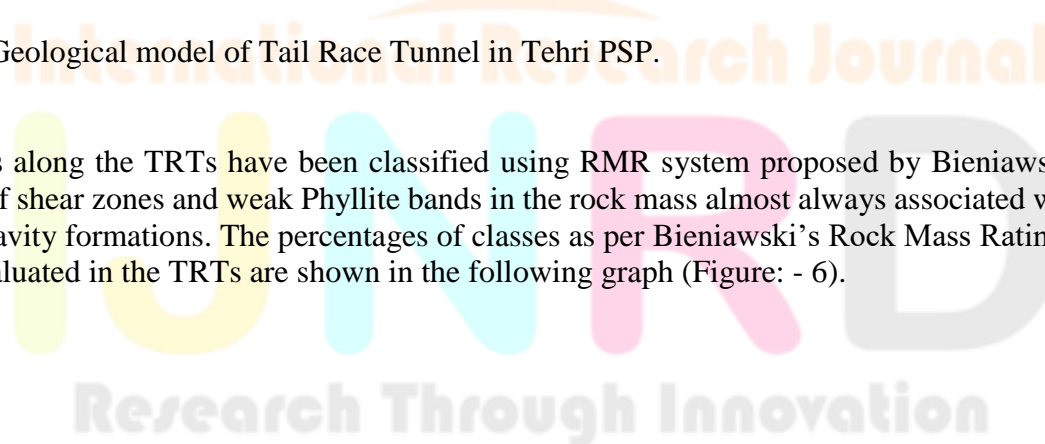 International Research Journal
Geological model of Tail Race Tunnel in Tehri PSP.
along the TRTs have been classified using RMR system proposed by
f shear zones and weak Phyllite bands in the rock mass almost always associated
avity formations. The percentages of classes as per Bieniawski's Rock Mass
aluated in the TRTs are shown in the following graph (Figure: - 6).
IJNRD
Research Through Innovation